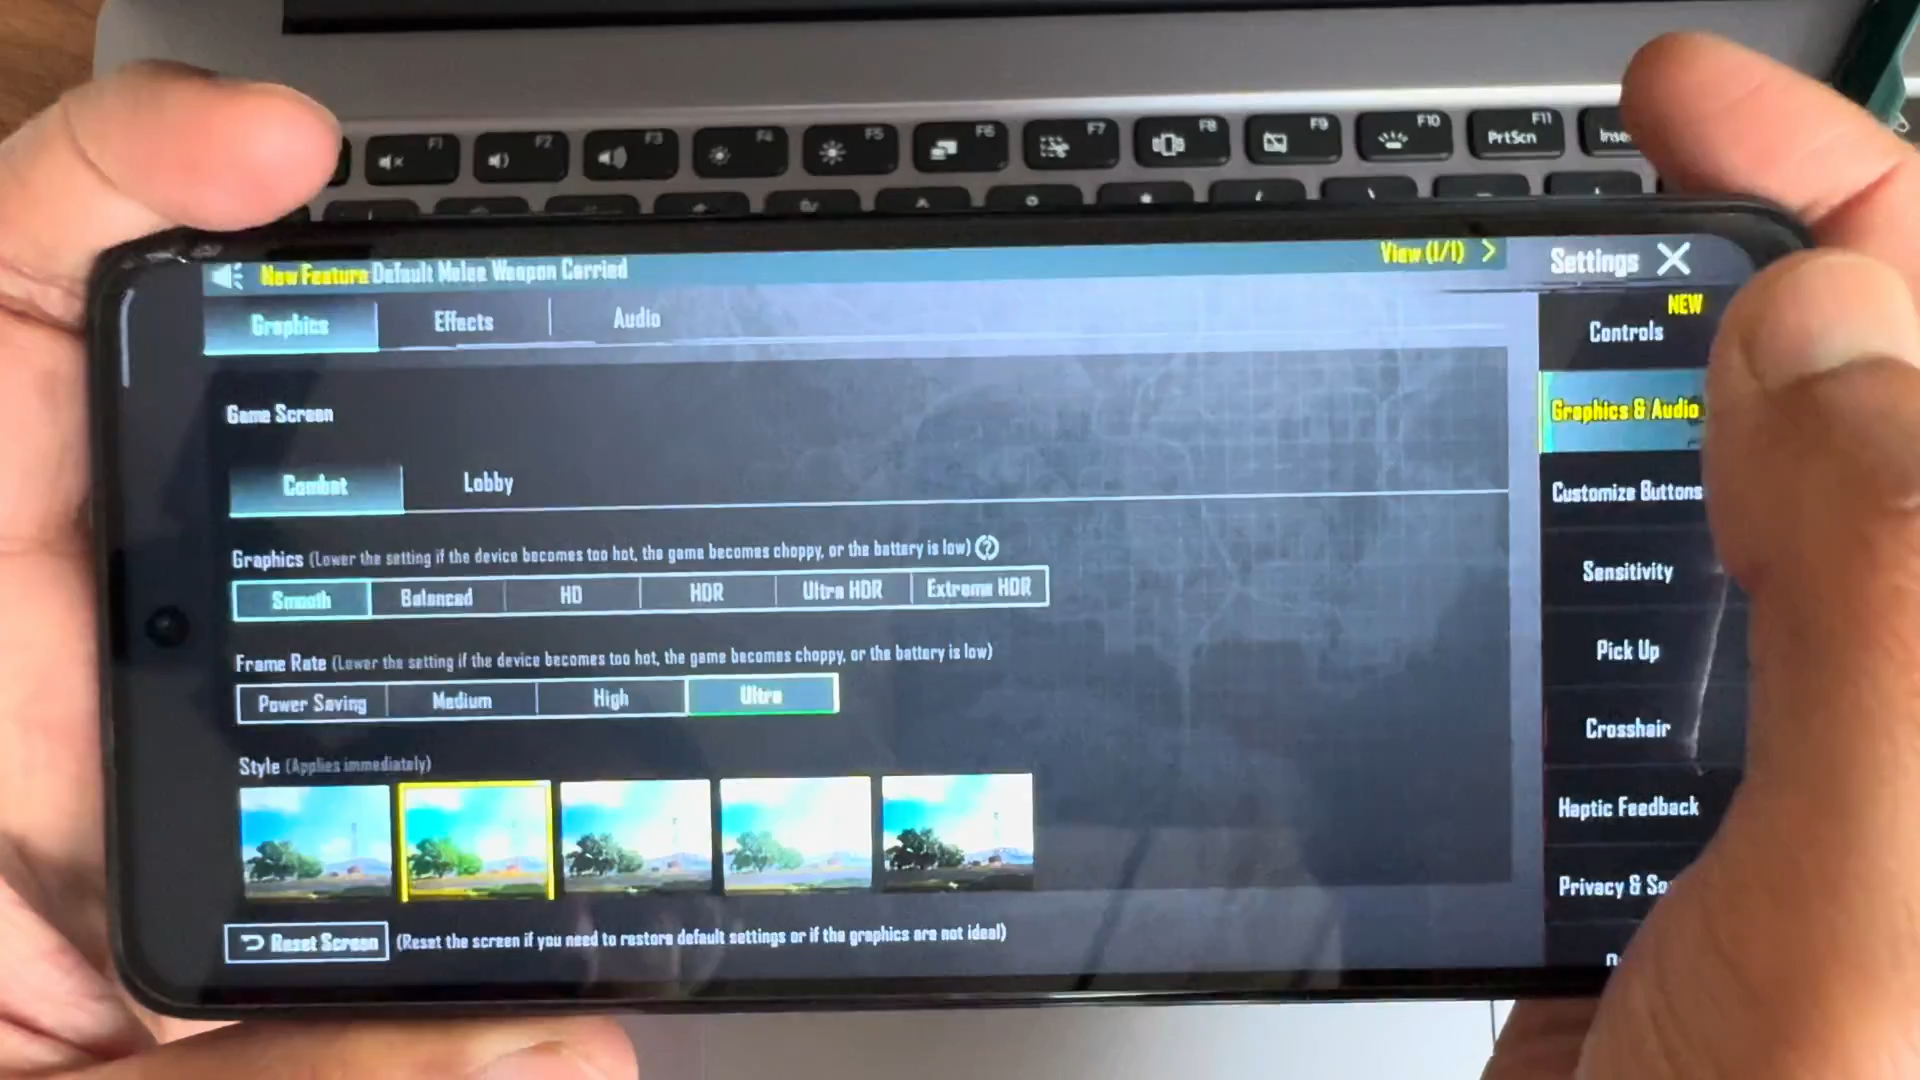 F1 F2 F3 F4 F5 F6 F7 F8 F9 F10 F11
PrtScn
New Feature Default Melee Weapon Carried
View (1/1) >
Settings X
Graphics Effects Audio
NEW
Controls
Graphics & Audio
Customize Buttons
Sensitivity
Pick Up
Crosshair
Haptic Feedback
Privacy &
Game Screen
Combat Lobby
Graphics (Lower the setting if the device becomes too hot, the game becomes choppy, or the battery is low) ?
Smooth Balanced HD HDR Ultra HDR Extreme HDR
Frame Rate (Lower the setting if the device becomes too hot, the game becomes choppy, or the battery is low)
Power Saving Medium High Ultra
Style (Applies immediately)
Reset Screen (Reset the screen if you need to restore default settings or if the graphics are not ideal)